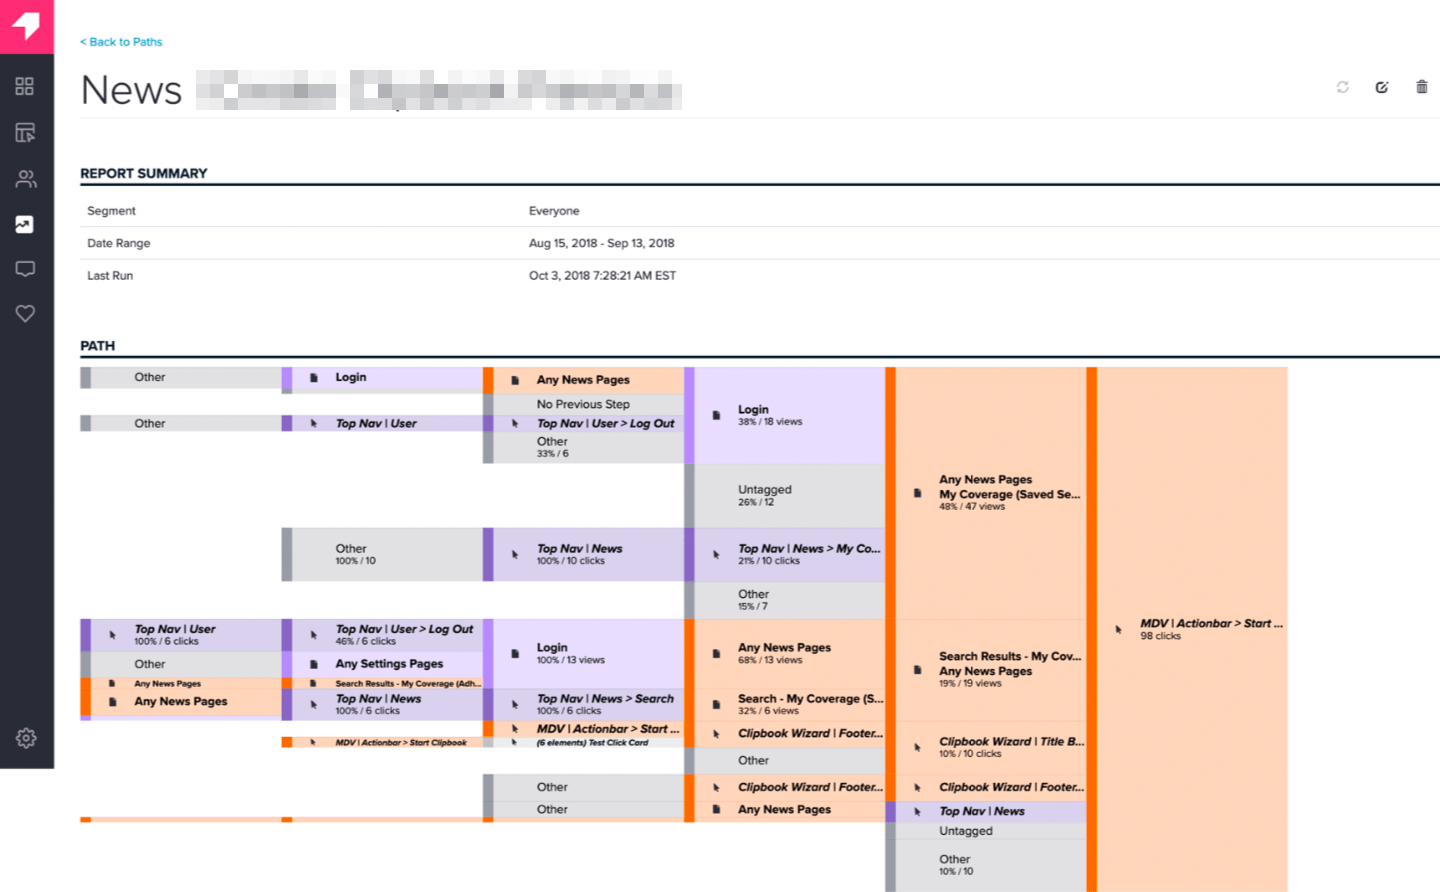 < Back to Paths
News
REPORT SUMMARY
Segment Everyone
Date Range Aug 15, 2018 - Sep 13, 2018
Last Run Oct 3, 2018 7:28:21 AM EST
PATH
Other
Other
Top Nav | User
100% / 6 clicks
Other
Any News Pages
Any News Pages
Login
Top Nav | User
Other
100% / 10
Top Nav | User > Log Out
46% / 6 clicks
Any Settings Pages
Search Results - My Coverage (Adh...
Top Nav | News
100% / 6 clicks
MDV | Actionbar > Start Clipbook
Any News Pages
No Previous Step
Top Nav | User > Log Out
Other
33% / 6
Top Nav | News
100% / 10 clicks
Login
100% / 13 views
Top Nav | News > Search
100% / 6 clicks
MDV | Actionbar > Start ...
(6 elements) Test Click Card
Other
Other
Login
38% / 18 views
Untagged
26% / 12
Top Nav | News > My Co...
21% / 10 clicks
Other
15% / 7
Any News Pages
68% / 13 views
Search - My Coverage (S...
32% / 6 views
Clipbook Wizard | Footer...
Other
Clipbook Wizard | Footer...
Any News Pages
Any News Pages
My Coverage (Saved Se...
48% / 47 views
Search Results - My Cov...
Any News Pages
19% / 19 views
Clipbook Wizard | Title B...
10% / 10 clicks
Clipbook Wizard | Footer...
Top Nav | News
Untagged
Other
10% / 10
MDV | Actionbar > Start ...
98 clicks